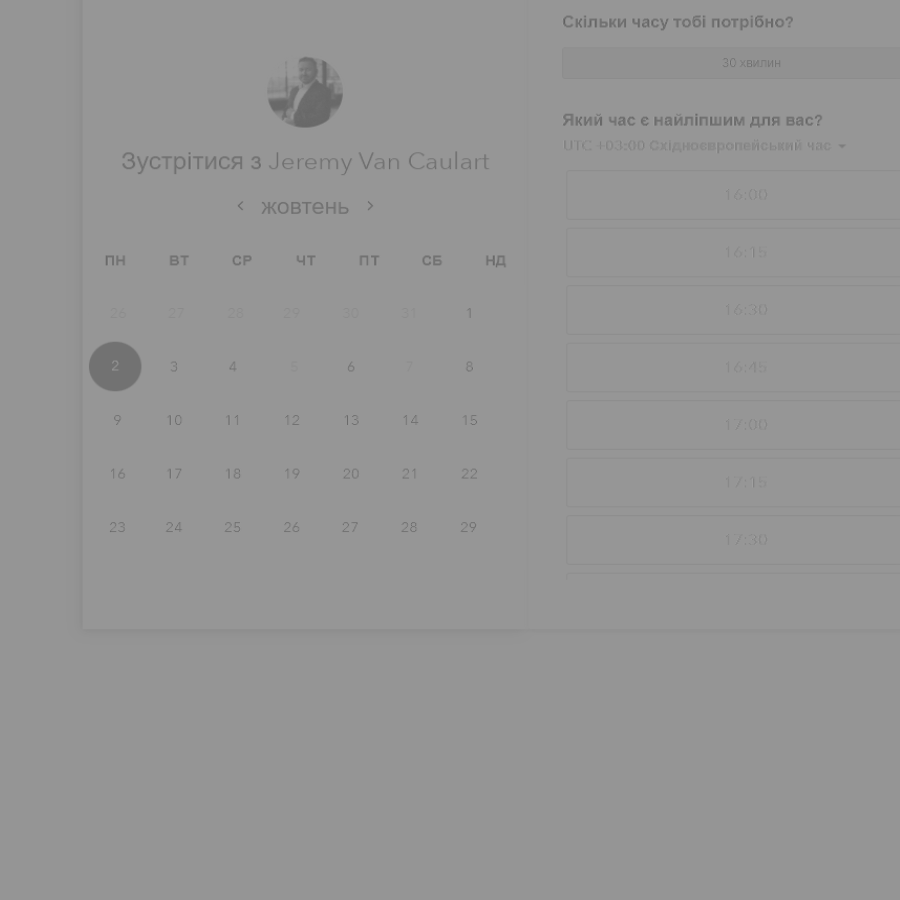 Зустрітися з Jeremy Van Caulart
жовтень
ПН ВТ СР ЧТ ПТ СБ НД
26 27 28 29 30 31 1
2 3 4 5 6 7 8
9 10 11 12 13 14 15
16 17 18 19 20 21 22
23 24 25 26 27 28 29
Скільки часу тобі потрібно?
30 хвилин
Який час є найліпшим для вас?
UTC +03:00 Східноєвропейський час
16:00
16:15
16:30
16:45
17:00
17:15
17:30